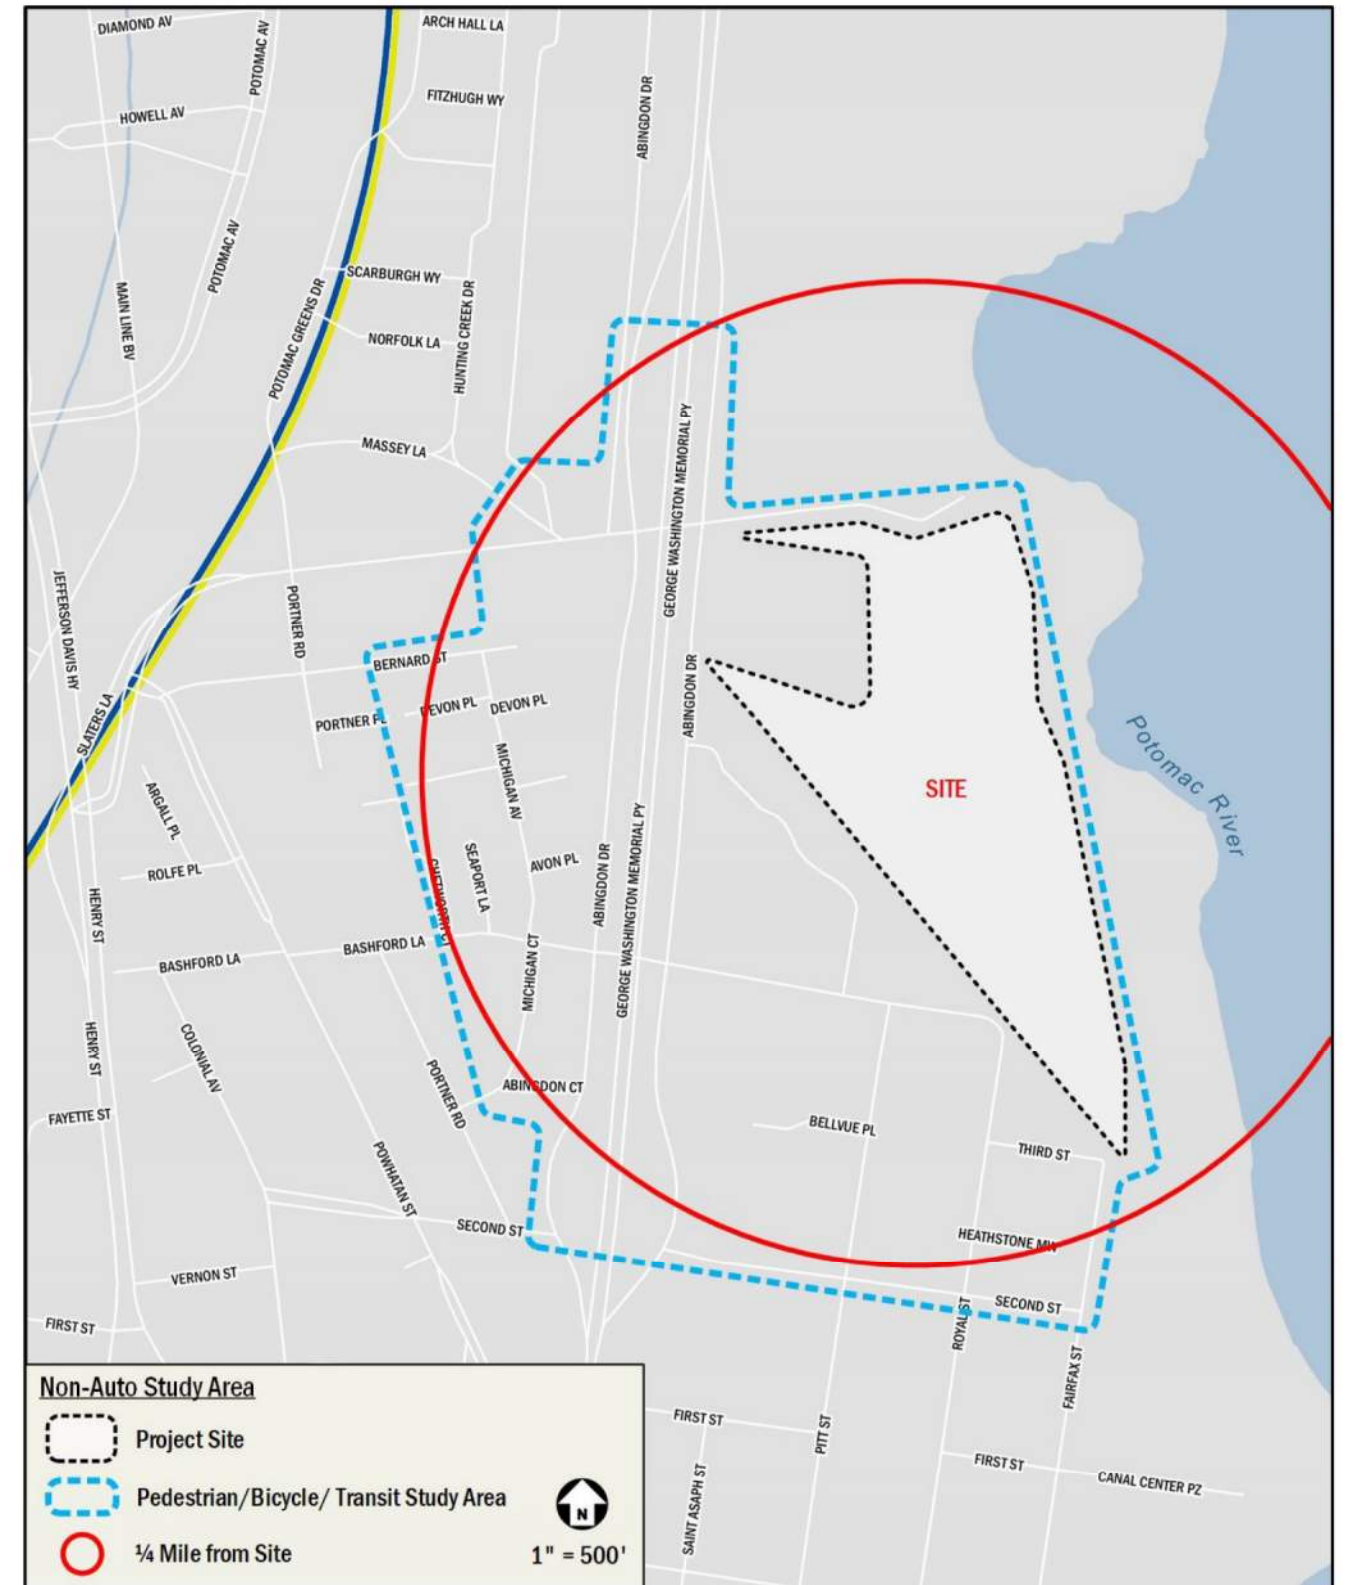 DIAMOND AV
POTOMAC AV
ARCH HALL LA
FITZHUGH WY
ABINGDON DR
HOWELL AV
POTOMAC AV
MAIN LINE BV
SCARBURGH WY
POTOMAC GREENS DR
NORFOLK LA
HUNTING CREEK DR
MASSEY LA
GEORGE WASHINGTON MEMORIAL PY
JEFFERSON DAVIS HY
PORTNER RD
BERNARD ST
ABINGDON DR
SLATERS LA
PORTNER PL
DEVON PL
DEVON PL
Potomac River
MICHIGAN AV
SITE
ARGALL PL
ROLFE PL
SEAPORT LA
AVON PL
ABINGDON DR
GEORGE WASHINGTON MEMORIAL PY
CHETWORTH CT
HENRY ST
BASHFORD LA
BASHFORD LA
MICHIGAN CT
HENRY ST
COLONIAL AV
PORTNER RD
ABINGDON CT
FAYETTE ST
BELLVUE PL
THIRD ST
POWHATAN ST
SECOND ST
HEATHSTONE MW
VERNON ST
SECOND ST
ROYAL ST
FIRST ST
FAIRFAX ST
FIRST ST
PITT ST
FIRST ST
CANAL CENTER PZ
SAINT ASAPH ST
Non-Auto Study Area
Project Site
Pedestrian/Bicycle/ Transit Study Area
N
¼ Mile from Site
1" = 500'